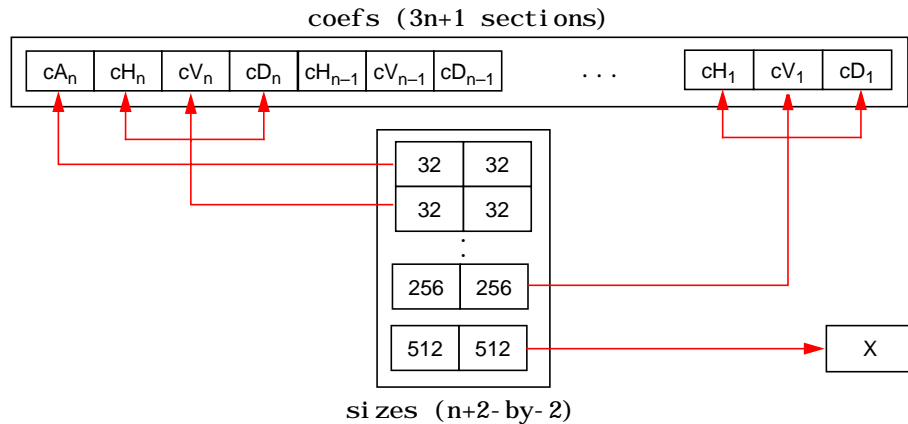 coefs (3n+1 sections)
cAn cHn cVn cDn cHn–1 cVn–1 cDn–1 . . . cH1 cV1 cD1
32 32
32 32
:
256 256
512 512 X
sizes (n+2-by-2)